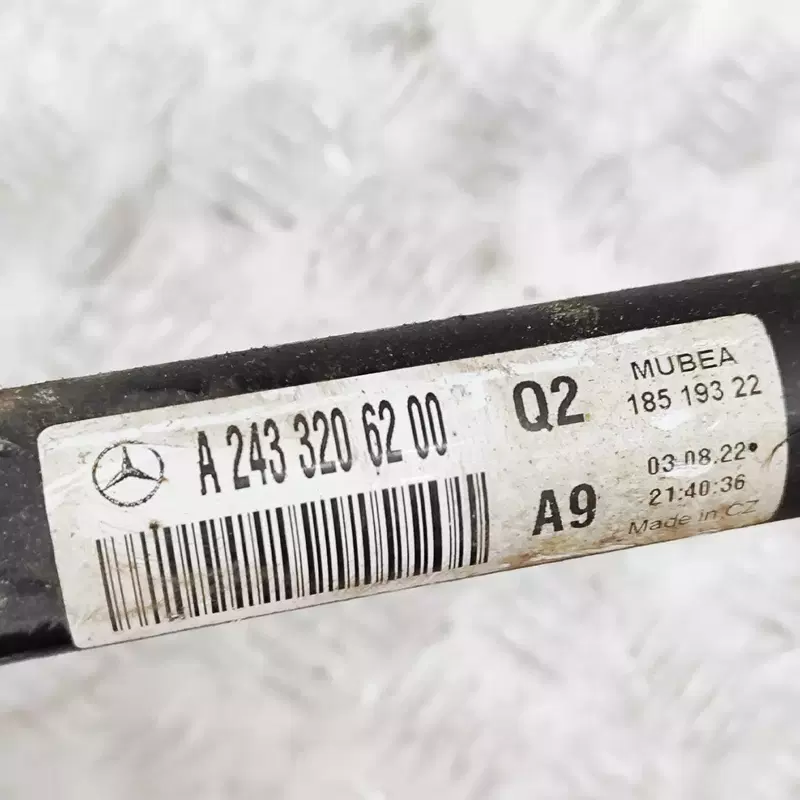 A 243 320 62 00
Q2
A9
MUBEA
185 193 22
03.08.22
21:40:36
Made in CZ